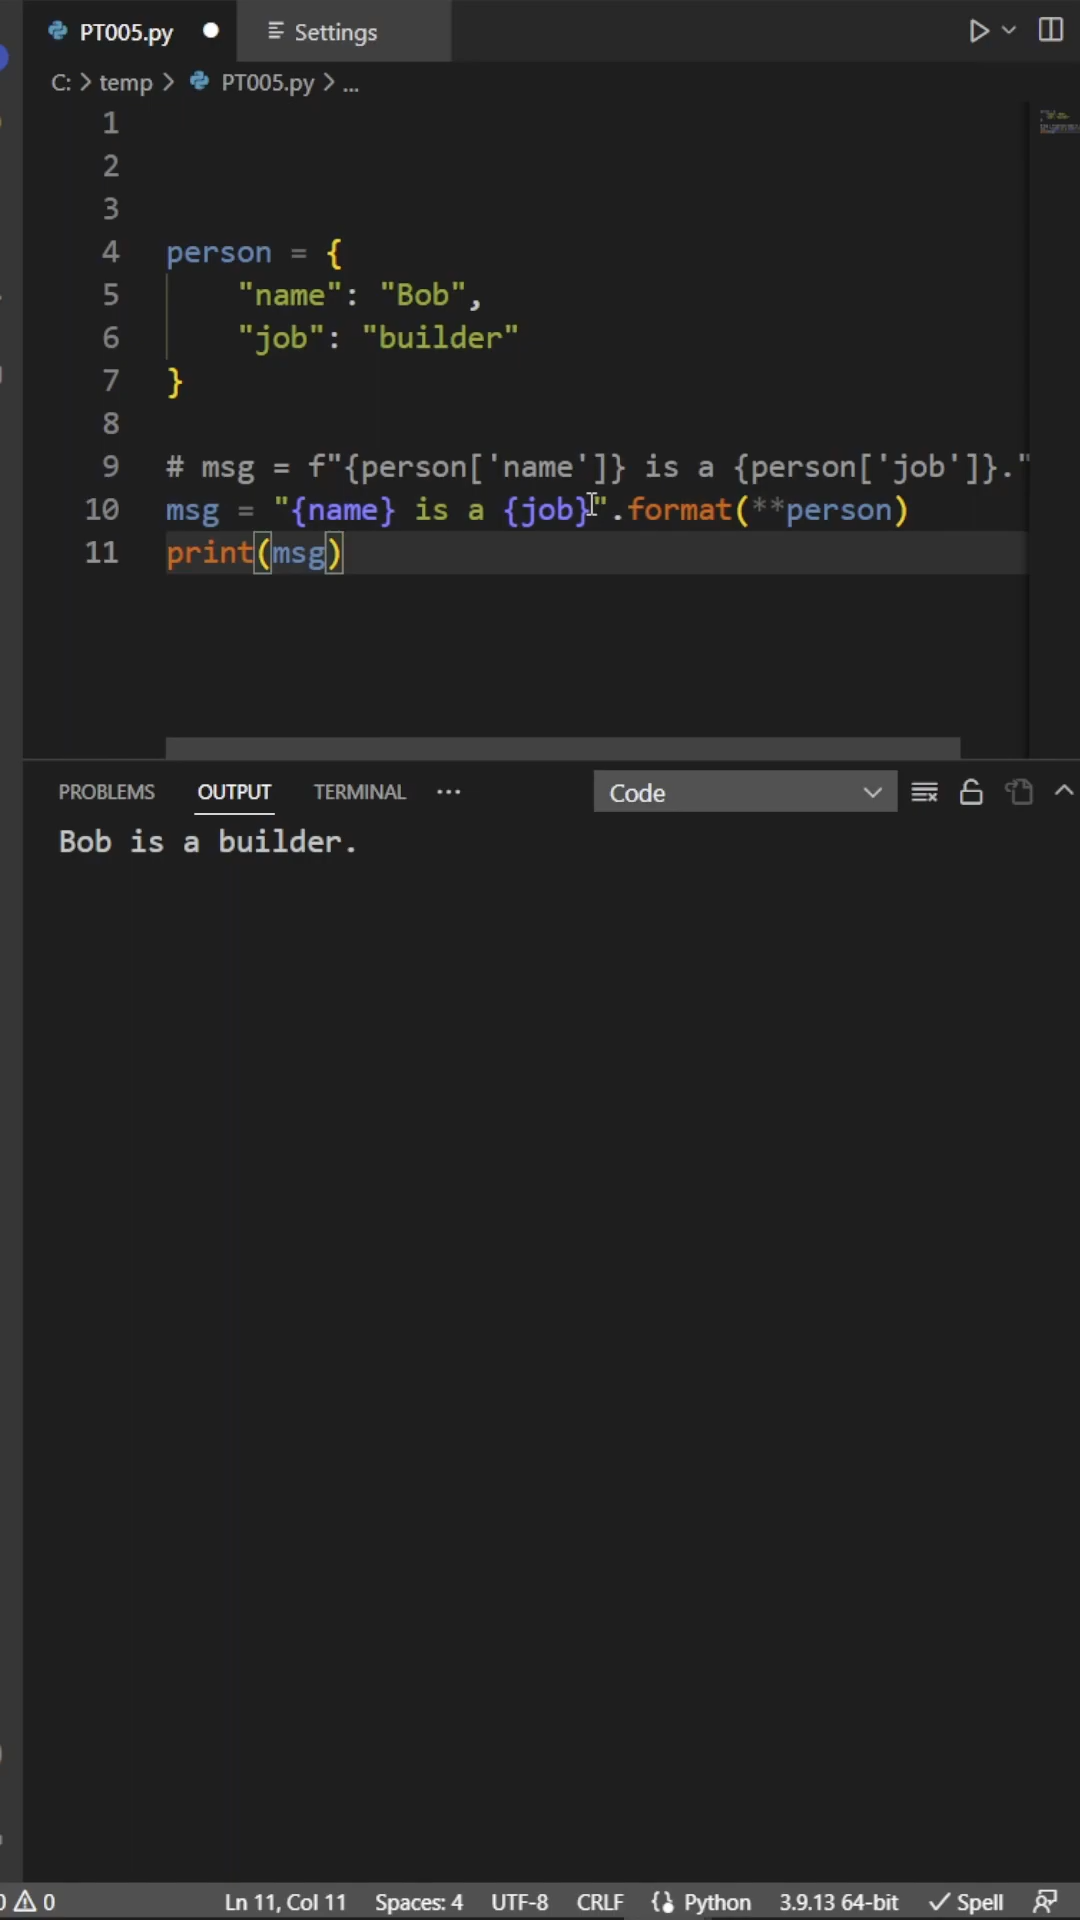 PT005.py
Settings
C: > temp > PT005.py > ...
1
2
3
4 person = {
5 "name": "Bob",
6 "job": "builder"
7 }
8
9 # msg = f"{person['name']} is a {person['job']}."
10 msg = "{name} is a {job}".format(**person)
11 print(msg)
PROBLEMS OUTPUT TERMINAL ... Code
Bob is a builder.
0 Ln 11, Col 11 Spaces: 4 UTF-8 CRLF Python 3.9.13 64-bit Spell